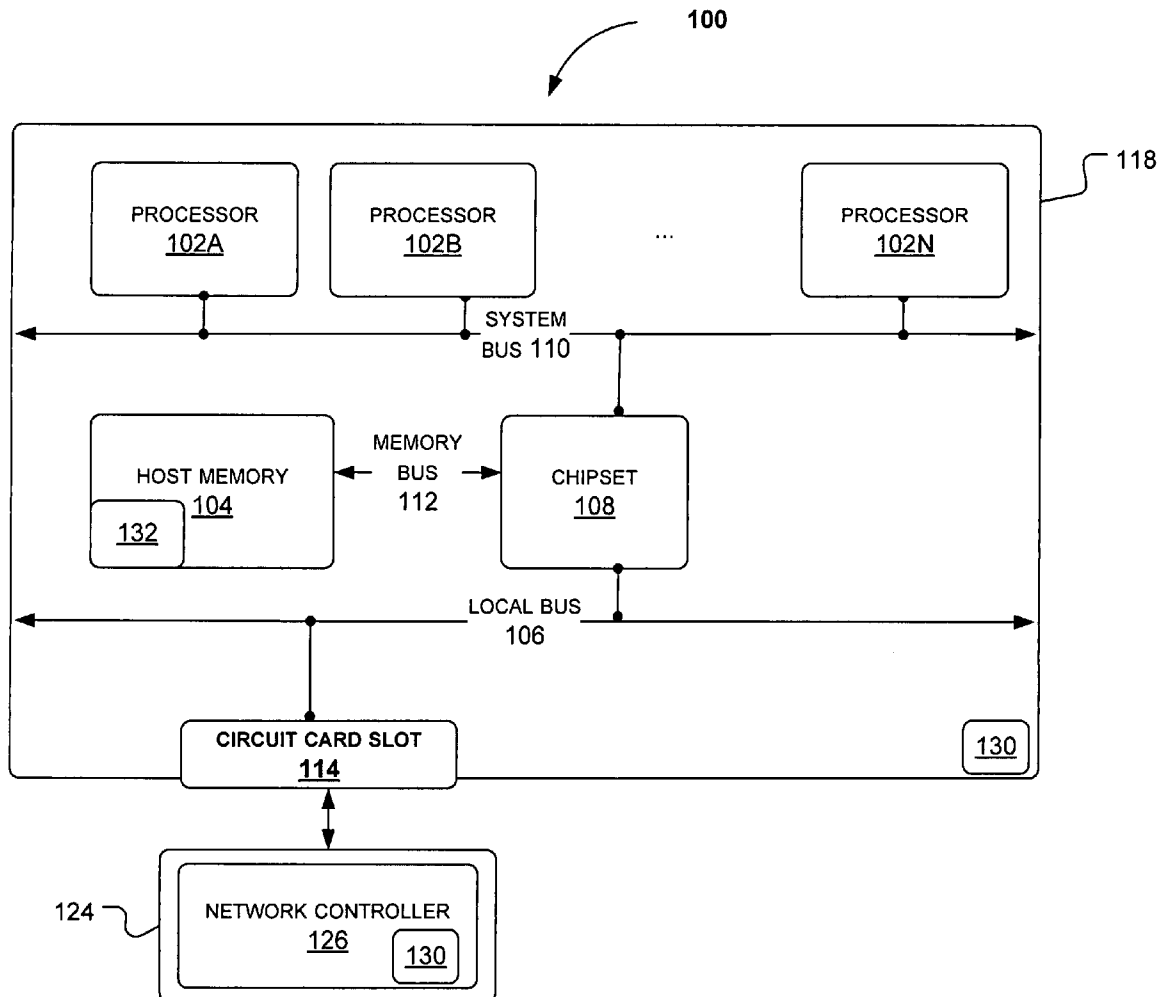 100
118
PROCESSOR
102A
PROCESSOR
102B
...
PROCESSOR
102N
SYSTEM
BUS 110
HOST MEMORY
104
132
MEMORY
BUS
112
CHIPSET
108
LOCAL BUS
106
CIRCUIT CARD SLOT
114
130
124
NETWORK CONTROLLER
126
130